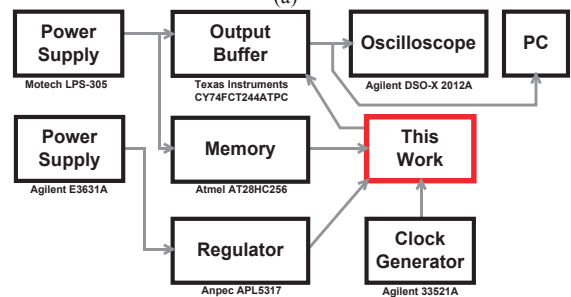 (a)
Power
Supply
Motech LPS-305
Output
Buffer
Texas Instruments
CY74FCT244ATPC
Oscilloscope
Agilent DSO-X 2012A
PC
Power
Supply
Agilent E3631A
Memory
Atmel AT28HC256
This
Work
Regulator
Anpec APL5317
Clock
Generator
Agilent 33521A